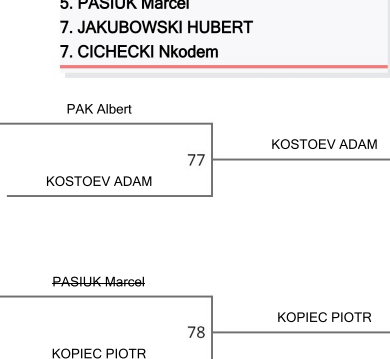 5. PASIUK Marcel
7. JAKUBOWSKI HUBERT
7. CICHECKI Nkodem
PAK Albert
77
KOSTOEV ADAM
KOSTOEV ADAM
PASIUK Marcel
78
KOPIEC PIOTR
KOPIEC PIOTR